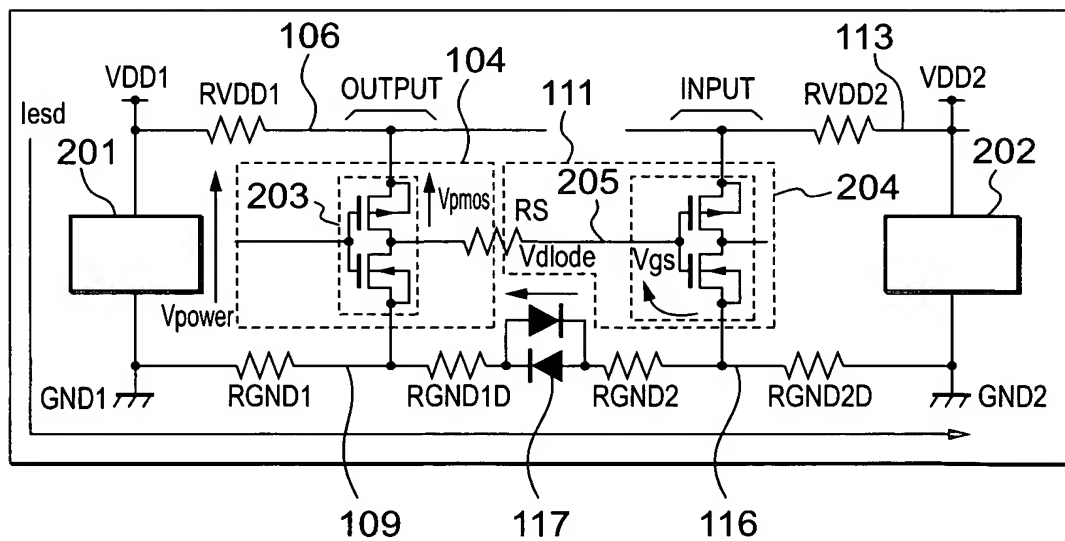 106
113
VDD1
RVDD1
OUTPUT
104
111
INPUT
RVDD2
VDD2
Iesd
201
203
Vpmos
205
RS
204
202
Vdlode
Vgs
Vpower
GND1
RGND1
RGND1D
RGND2
RGND2D
GND2
109
117
116